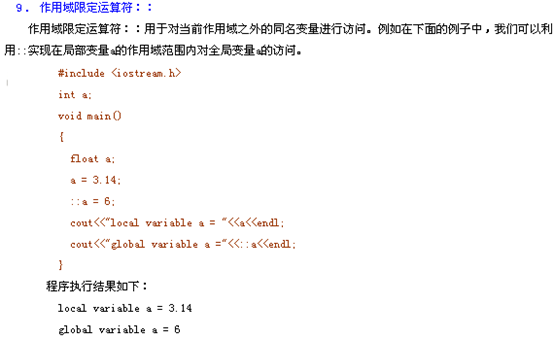 9. 作用域限定运算符::
作用域限定运算符::用于对当前作用域之外的同名变量进行访问。例如在下面的例子中,我们可以利
用::实现在局部变量a的作用域范围内对全局变量a的访问。
#include <iostream.h>
int a;
void main()
{
float a;
a = 3.14;
::a = 6;
cout<<"local variable a = "<<a<<endl;
cout<<"global variable a ="<<::a<<endl;
}
程序执行结果如下:
local variable a = 3.14
global variable a = 6